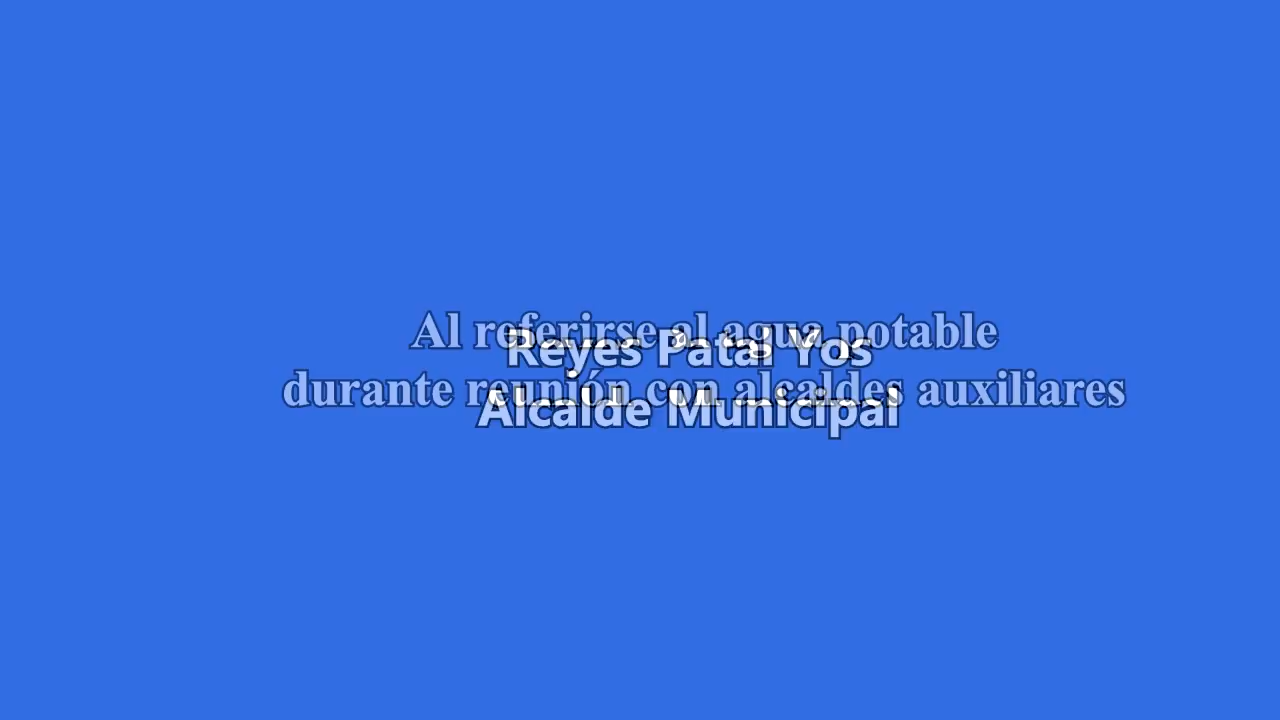 Al referirse al agua potable
durante reunión con alcaldes auxiliares
Reyes Patal Yos
Alcalde Municipal